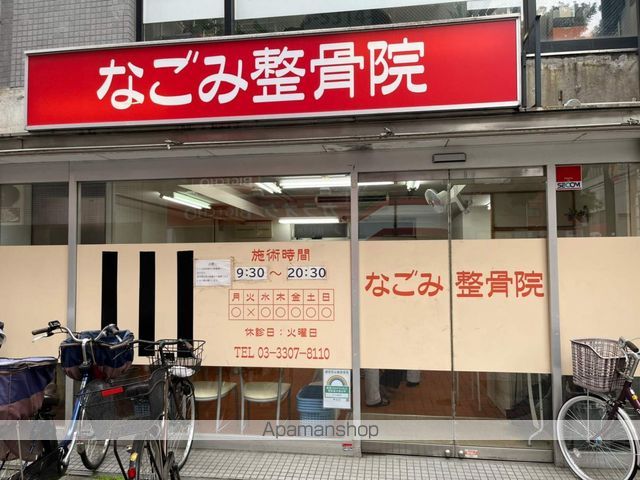 なごみ整骨院
SECOM
施術時間
9:30 ～ 20:30
月火水木金土日
○×○○○○○
休診日：火曜日
TEL 03-3307-8110
なごみ 整骨院
Apamanshop